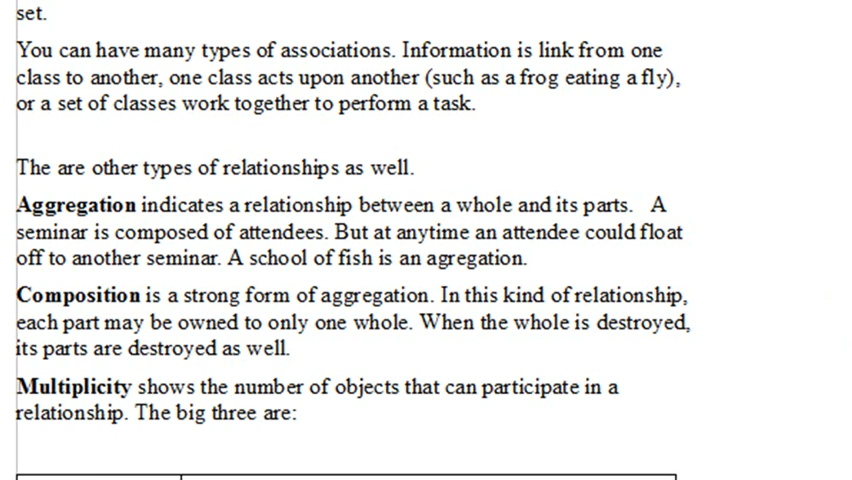 set.
You can have many types of associations. Information is link from one
class to another, one class acts upon another (such as a frog eating a fly),
or a set of classes work together to perform a task.
The are other types of relationships as well.
Aggregation indicates a relationship between a whole and its parts.   A
seminar is composed of attendees. But at anytime an attendee could float
off to another seminar. A school of fish is an agregation.
Composition is a strong form of aggregation. In this kind of relationship,
each part may be owned to only one whole. When the whole is destroyed,
its parts are destroyed as well.
Multiplicity shows the number of objects that can participate in a
relationship. The big three are: